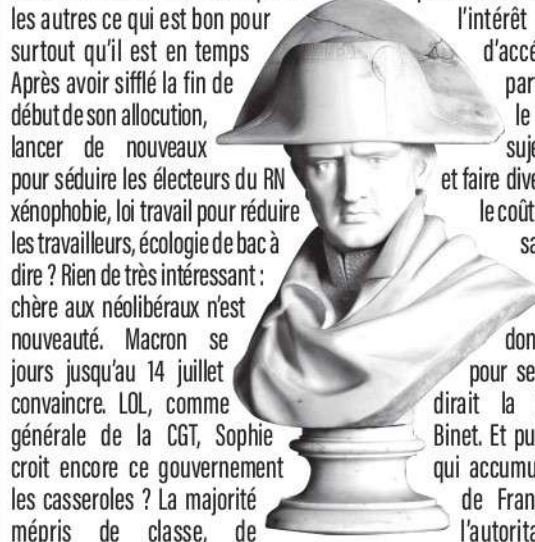 les autres ce qui est bon pour l'intérêt
surtout qu'il est en temps d'accé
Après avoir sifflé la fin de par
début de son allocution, le
lancer de nouveaux suje
pour séduire les électeurs du RN et faire dive
xénophobie, loi travail pour réduire le coût
les travailleurs, écologie de bac à sa
dire ? Rien de très intéressant :
chère aux néolibéraux n'est
nouveauté. Macron se don
jours jusqu'au 14 juillet pour se
convaincre. LOL, comme dirait la
générale de la CGT, Sophie Binet. Et pu
croit encore ce gouvernement qui accumu
les casseroles ? La majorité de Fran
mépris de classe, de l'autorita